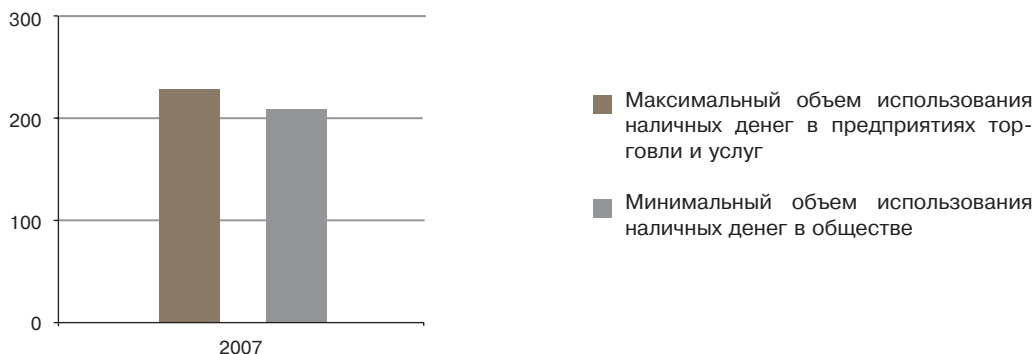 300
200
100
0
2007
Максимальный объем использования
наличных денег в предприятиях тор-
говли и услуг
Минимальный объем использования
наличных денег в обществе